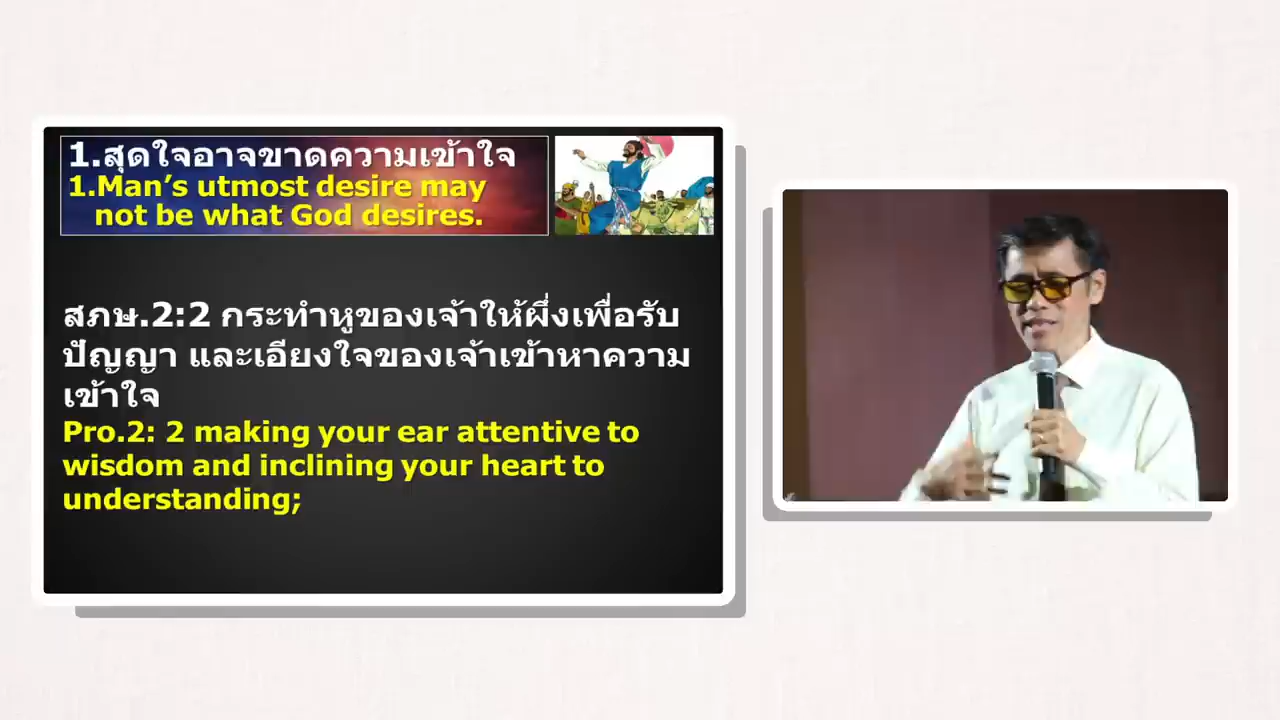 1.สุดใจอาจขาดความเข้าใจ
1.Man’s utmost desire may
not be what God desires.
สภษ.2:2 กระทำหูของเจ้าให้ผึ่งเพื่อรับ
ปัญญา และเอียงใจของเจ้าเข้าหาความ
เข้าใจ
Pro.2: 2 making your ear attentive to
wisdom and inclining your heart to
understanding;